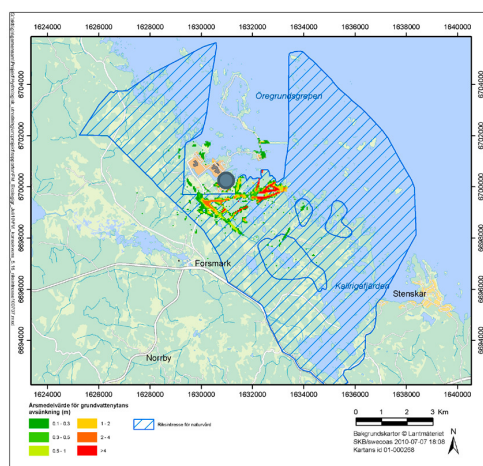 1624000 1626000 1628000 1630000 1632000 1634000 1636000 1638000 1640000
6704000
6702000
6700000
6698000
6696000
6694000
Öregrundsgrepen
Forsmark
Kallrigafjärden
Stenskär
Norrby
Årsmedelvärde för grundvattenytans
avsänkning (m)
0.1 - 0.3
0.3 - 0.5
0.5 - 1
1 - 2
2 - 4
>4
Riksintresse för naturvård
0 1 2 3 Km
Bakgrundskartor © Lantmäteriet
SKB/swecoas 2010-07-07 18:08
Kartans id 01-000268
N